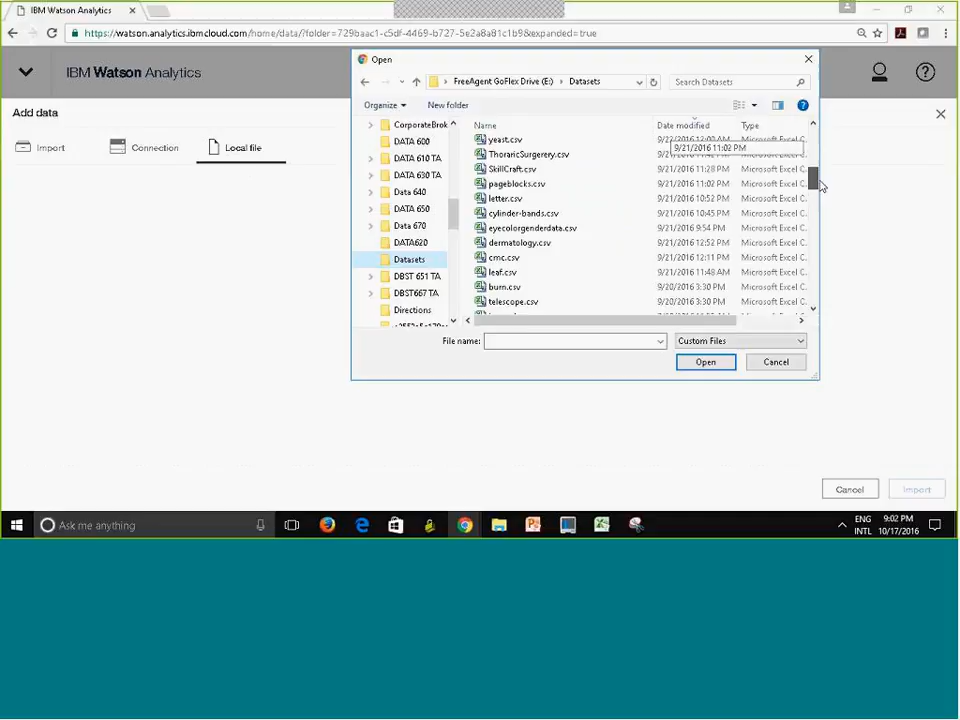 IBM Watson Analytics
https://watson.analytics.ibmcloud.com/home/data/?folder=729baac1-c5df-4469-b727-5e2a8a81c1b9&expanded=true
IBM Watson Analytics
Add data
Import
Connection
Local file
Open
FreeAgent GoFlex Drive (E:) > Datasets
Search Datasets
Organize
New folder
CorporateBrok
DATA 600
DATA 610 TA
DATA 630 TA
Data 640
DATA 650
Data 670
DATA620
Datasets
DBST 651 TA
DBST667 TA
Directions
Name Date modified Type
yeast.csv
9/21/2016 11:02 PM
ThoraricSurgerery.csv
SkillCraft.csv 9/21/2016 11:28 PM Microsoft Excel C.
pageblocks.csv 9/21/2016 11:02 PM Microsoft Excel C.
letter.csv 9/21/2016 10:52 PM Microsoft Excel C.
cylinder-bands.csv 9/21/2016 10:45 PM Microsoft Excel C.
eyecolorgenderdata.csv 9/21/2016 9:54 PM Microsoft Excel C.
dermatology.csv 9/21/2016 12:52 PM Microsoft Excel C.
cmc.csv 9/21/2016 12:11 PM Microsoft Excel C.
leaf.csv 9/21/2016 11:48 AM Microsoft Excel C.
burn.csv 9/20/2016 3:30 PM Microsoft Excel C.
telescope.csv 9/20/2016 3:30 PM Microsoft Excel C.
File name:
Custom Files
Open
Cancel
Cancel
Import
Ask me anything
ENG
INTL
9:02 PM
10/17/2016